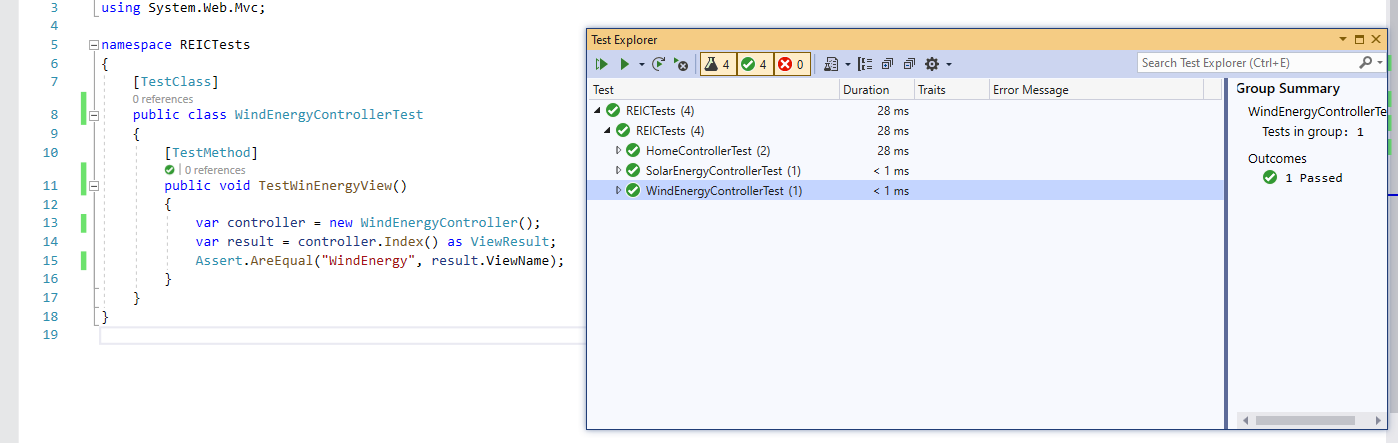 3 using System.Web.Mvc;
4
5 namespace REICTests
6 {
7 [TestClass]
0 references
8 public class WindEnergyControllerTest
9 {
10 [TestMethod]
| 0 references
11 public void TestWinEnergyView()
12 {
13 var controller = new WindEnergyController();
14 var result = controller.Index() as ViewResult;
15 Assert.AreEqual("WindEnergy", result.ViewName);
16 }
17 }
18 }
19
Test Explorer
4 4 0
Search Test Explorer (Ctrl+E)
Test Duration Traits Error Message
REICTests (4) 28 ms
REICTests (4) 28 ms
HomeControllerTest (2) 28 ms
SolarEnergyControllerTest (1) < 1 ms
WindEnergyControllerTest (1) < 1 ms
Group Summary
WindEnergyControllerTe
Tests in group: 1
Outcomes
1 Passed